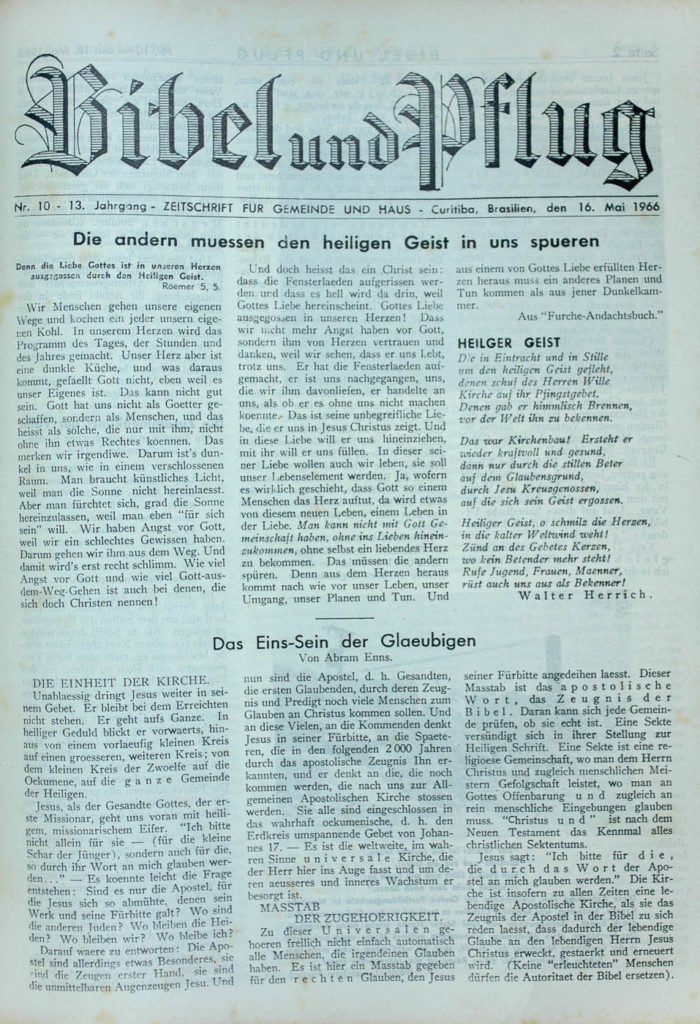 Bibel und Pflug
Nr. 10 - 13. Jahrgang - ZEITSCHRIFT FUR GEMEINDE UND HAUS - Curitiba, Brasilien, den 16. Mai 1966
Die andern muessen den heiligen Geist in uns spueren
Denn die Liebe Gottes ist in unseren Herzen
ausgegossen durch den Heiligen Geist.
Roemer 5, 5.
Wir Menschen gehen unsere eigenen
Wege und kochen ein jeder unsern eige-
nen Kohl. In unserem Herzen wird das
Programm des Tages, der Stunden und
des Jahres gemacht. Unser Herz aber ist
eine dunkle Küche, und was daraus
kommt, gefaellt Gott nicht, eben weil es
unser Eigenes ist. Das kann nicht gut
sein. Gott hat uns nicht als Goetter ge-
schaffen, sondern als Menschen, und das
heisst als solche, die nur mit ihm, nicht
ohne ihn etwas Rechtes koennen. Das
merken wir irgendiwe. Darum ist's dun-
kel in uns, wie in einem verschlossenen
Raum. Man braucht künstliches Licht,
weil man die Sonne nicht hereinlaesst.
Aber man fürchtet sich, grad die Sonne
hereinzulassen, weil man eben "für sich
sein" will. Wir haben Angst vor Gott,
weil wir ein schlechtes Gewissen haben.
Darum gehen wir ihm aus dem Weg. Und
damit wird's erst recht schlimm. Wie viel
Angst vor Gott und wie viel Gott-aus-
dem-Weg-Gehen ist auch bei denen, die
sich doch Christen nennen!
Und doch heisst das ein Christ sein:
dass die Fensterlaeden aufgerissen wer-
den und dass es hell wird da drin, weil
Gottes Liebe hereinscheint. Gottes Liebe
ausgegossen in unseren Herzen! Dass
wir nicht mehr Angst haben vor Gott,
sondern ihm von Herzen vertrauen und
danken, weil wir sehen, dass er uns Lebt,
trotz uns. Er hat die Fensterlaeden auf-
gemacht, er ist uns nachgegangen, uns,
die wir ihm davonliefen, er handelte an
uns, als ob er es ohne uns nicht machen
koennte. Das ist seine unbegreifliche Lie-
be, die er uns in Jesus Christus zeigt. Und
in diese Liebe will er uns hineinziehen,
mit ihr will er uns füllen. In dieser sei-
ner Liebe wollen auch wir leben, sie soll
unser Lebenselement werden. Ja, wofern
es wirklich geschieht, dass Gott so einem
Menschen das Herz auftut, da wird etwas
von diesem neuen Leben, einem Leben in
der Liebe. Man kann nicht mit Gott Ge-
meinschaft haben, ohne ins Lieben hinein-
zukommen, ohne selbst ein liebendes Herz
zu bekommen. Das müssen die andern
spüren. Denn aus dem Herzen heraus
kommt nach wie vor unser Leben, unser
Umgang, unser Planen und Tun. Und
aus einem von Gottes Liebe erfüllten Her-
zen heraus muss ein anderes Planen und
Tun kommen als aus jener Dunkelkam-
mer.
Aus "Furche-Andachtsbuch."
HEILGER GEIST
Die in Eintracht und in Stille
um den heiligen Geist gefleht,
denen schuf des Herren Wille
Kirche auf ihr Pfingstgebet.
Denen gab er himmlisch Brennen,
vor der Welt ihn zu bekennen.
Das war Kirchenbau! Ersteht er
wieder kraftvoll und gesund,
dann nur durch die stillen Beter
auf dem Glaubensgrund,
durch Jesu Kreuzgenossen,
auf die sich sein Geist ergossen.
Heiliger Geist, o schmilz die Herzen,
in die kalter Weltwind weht!
Zünd an des Gebetes Kerzen,
wo kein Betender mehr steht!
Rufe Jugend, Frauen, Maenner,
rüst auch uns aus als Bekenner!
Walter Herrich.
Das Eins-Sein der Glaeubigen
Von Abram Enns.
DIE EINHEIT DER KIRCHE.
Unablaessig dringt Jesus weiter in sei-
nem Gebet. Er bleibt bei dem Erreichten
nicht stehen. Er geht aufs Ganze. In
heiliger Geduld blickt er vorwaerts, hin-
aus von einem vorlaeufig kleinen Kreis
auf einen groesseren, weiteren Kreis; von
dem kleinen Kreis der Zwoelfe auf die
Oekumene, auf die ganze Gemeinde
der Heiligen.
Jesus, als der Gesandte Gottes, der er-
ste Missionar, geht uns voran mit heili-
gem, missionarischem Eifer. "Ich bitte
nicht allein für sie — (für die kleine
Schar der Jünger), sondern auch für die,
so durch ihr Wort an mich glauben wer-
den..." — Es koennte leicht die Frage
entstehen: Sind es nur die Apostel, für
die Jesus sich so abmühte, denen sein
Werk und seine Fürbitte galt? Wo sind
die anderen Juden? Wo bleiben die Hei-
den? Wo bleiben wir? Wo bleibe ich?
Darauf waere zu entworten: Die Apo-
stel sind allerdings etwas Besonderes, sie
sind die Zeugen erster Hand, sie sind
die unmittelbaren Augenzeugen Jesu. Und
nun sind die Apostel, d. h. Gesandten,
die ersten Glaubenden, durch deren Zeug-
nis und Predigt noch viele Menschen zum
Glauben an Christus kommen sollen. Und
an diese Vielen, an die Kommenden denkt
Jesus in seiner Fürbitte, an die Spaete-
ren, die in den folgenden 2 000 Jahren
durch das apostolische Zeugnis Ihn er-
kannten, und er denkt an die, die noch
kommen werden, die nach uns zur All-
gemeinen Apostolischen Kirche stossen
werden. Sie alle sind eingeschlossen in
das wahrhaft oekumenische, d. h. den
Erdkreis umspannende Gebet von Johan-
nes 17. — Es ist die weltweite, im wah-
ren Sinne universale Kirche, die
der Herr hier ins Auge fasst und um de-
ren aeusseres und inneres Wachstum er
besorgt ist.
MASSTAB
DER ZUGEHOERIGKEIT.
Zu dieser Universalen ge-
hoeren freilich nicht einfach automatisch
alle Menschen, die irgendeinen Glauben
haben. Es ist hier ein Masstab gegeben
für den rechten Glauben, den Jesus
seiner Fürbitte angedeihen laesst. Dieser
Masstab ist das apostolische
Wort, das Zeugnis der
Bibel. Daran kann sich jede Gemein-
de prüfen, ob sie echt ist. Eine Sekte
versündigt sich in ihrer Stellung zur
Heiligen Schrift. Eine Sekte ist eine re-
ligioese Gemeinschaft, wo man dem Herrn
Christus und zugleich menschlichen Mei-
stern Gefolgschaft leistet, wo man an
Gottes Offenbarung und zugleich an
rein menschliche Eingebungen glauben
muss. "Christus und" ist nach dem
Neuen Testament das Kennmal alles
christlichen Sektentums.
Jesus sagt: "Ich bitte für die,
die durch das Wort der Apo-
stel an mich glauben werden." Die Kir-
che ist insofern zu allen Zeiten eine le-
bendige Apostolische Kirche, als sie das
Zeugnis der Apostel in der Bibel zu sich
reden laesst, dass dadurch der lebendige
Glaube an den lebendigen Herrn Jesus
Christus erweckt, gestaerkt und erneuert
wird. (Keine "erleuchteten" Menschen
dürfen die Autoritaet der Bibel ersetzen).